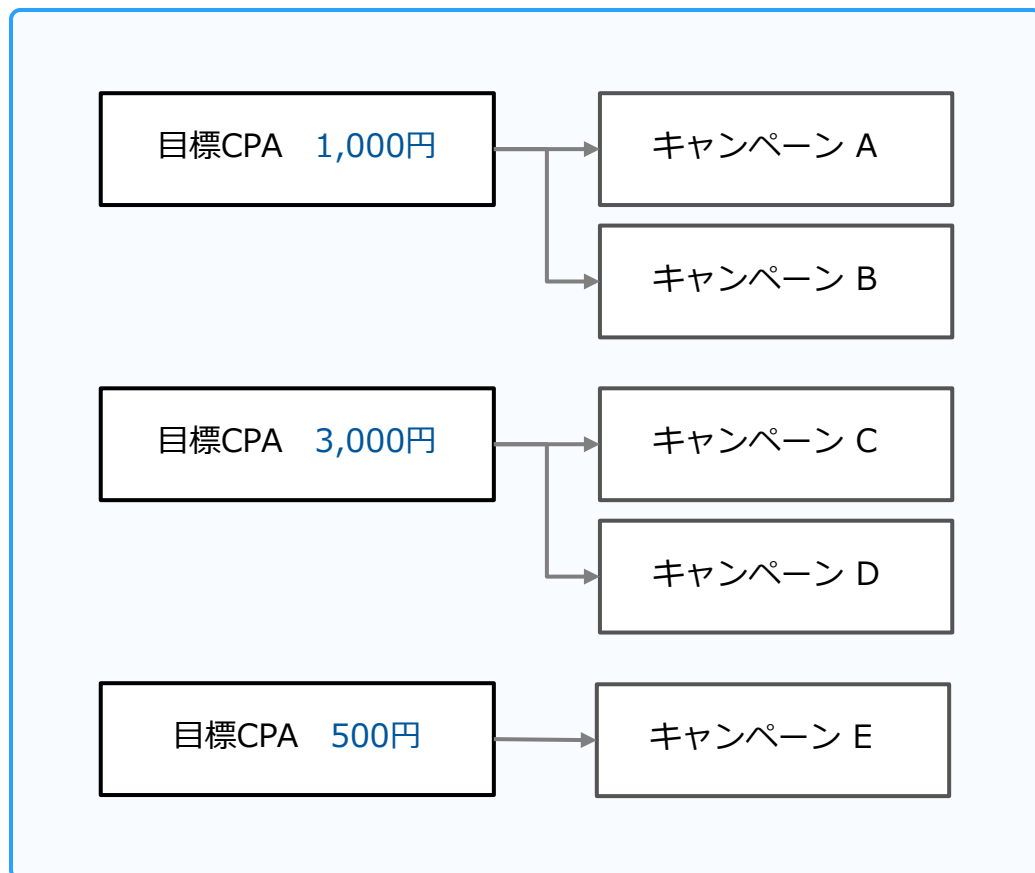 目標CPA 1,000円
キャンペーン A
キャンペーン B
目標CPA 3,000円
キャンペーン C
キャンペーン D
目標CPA 500円
キャンペーン E